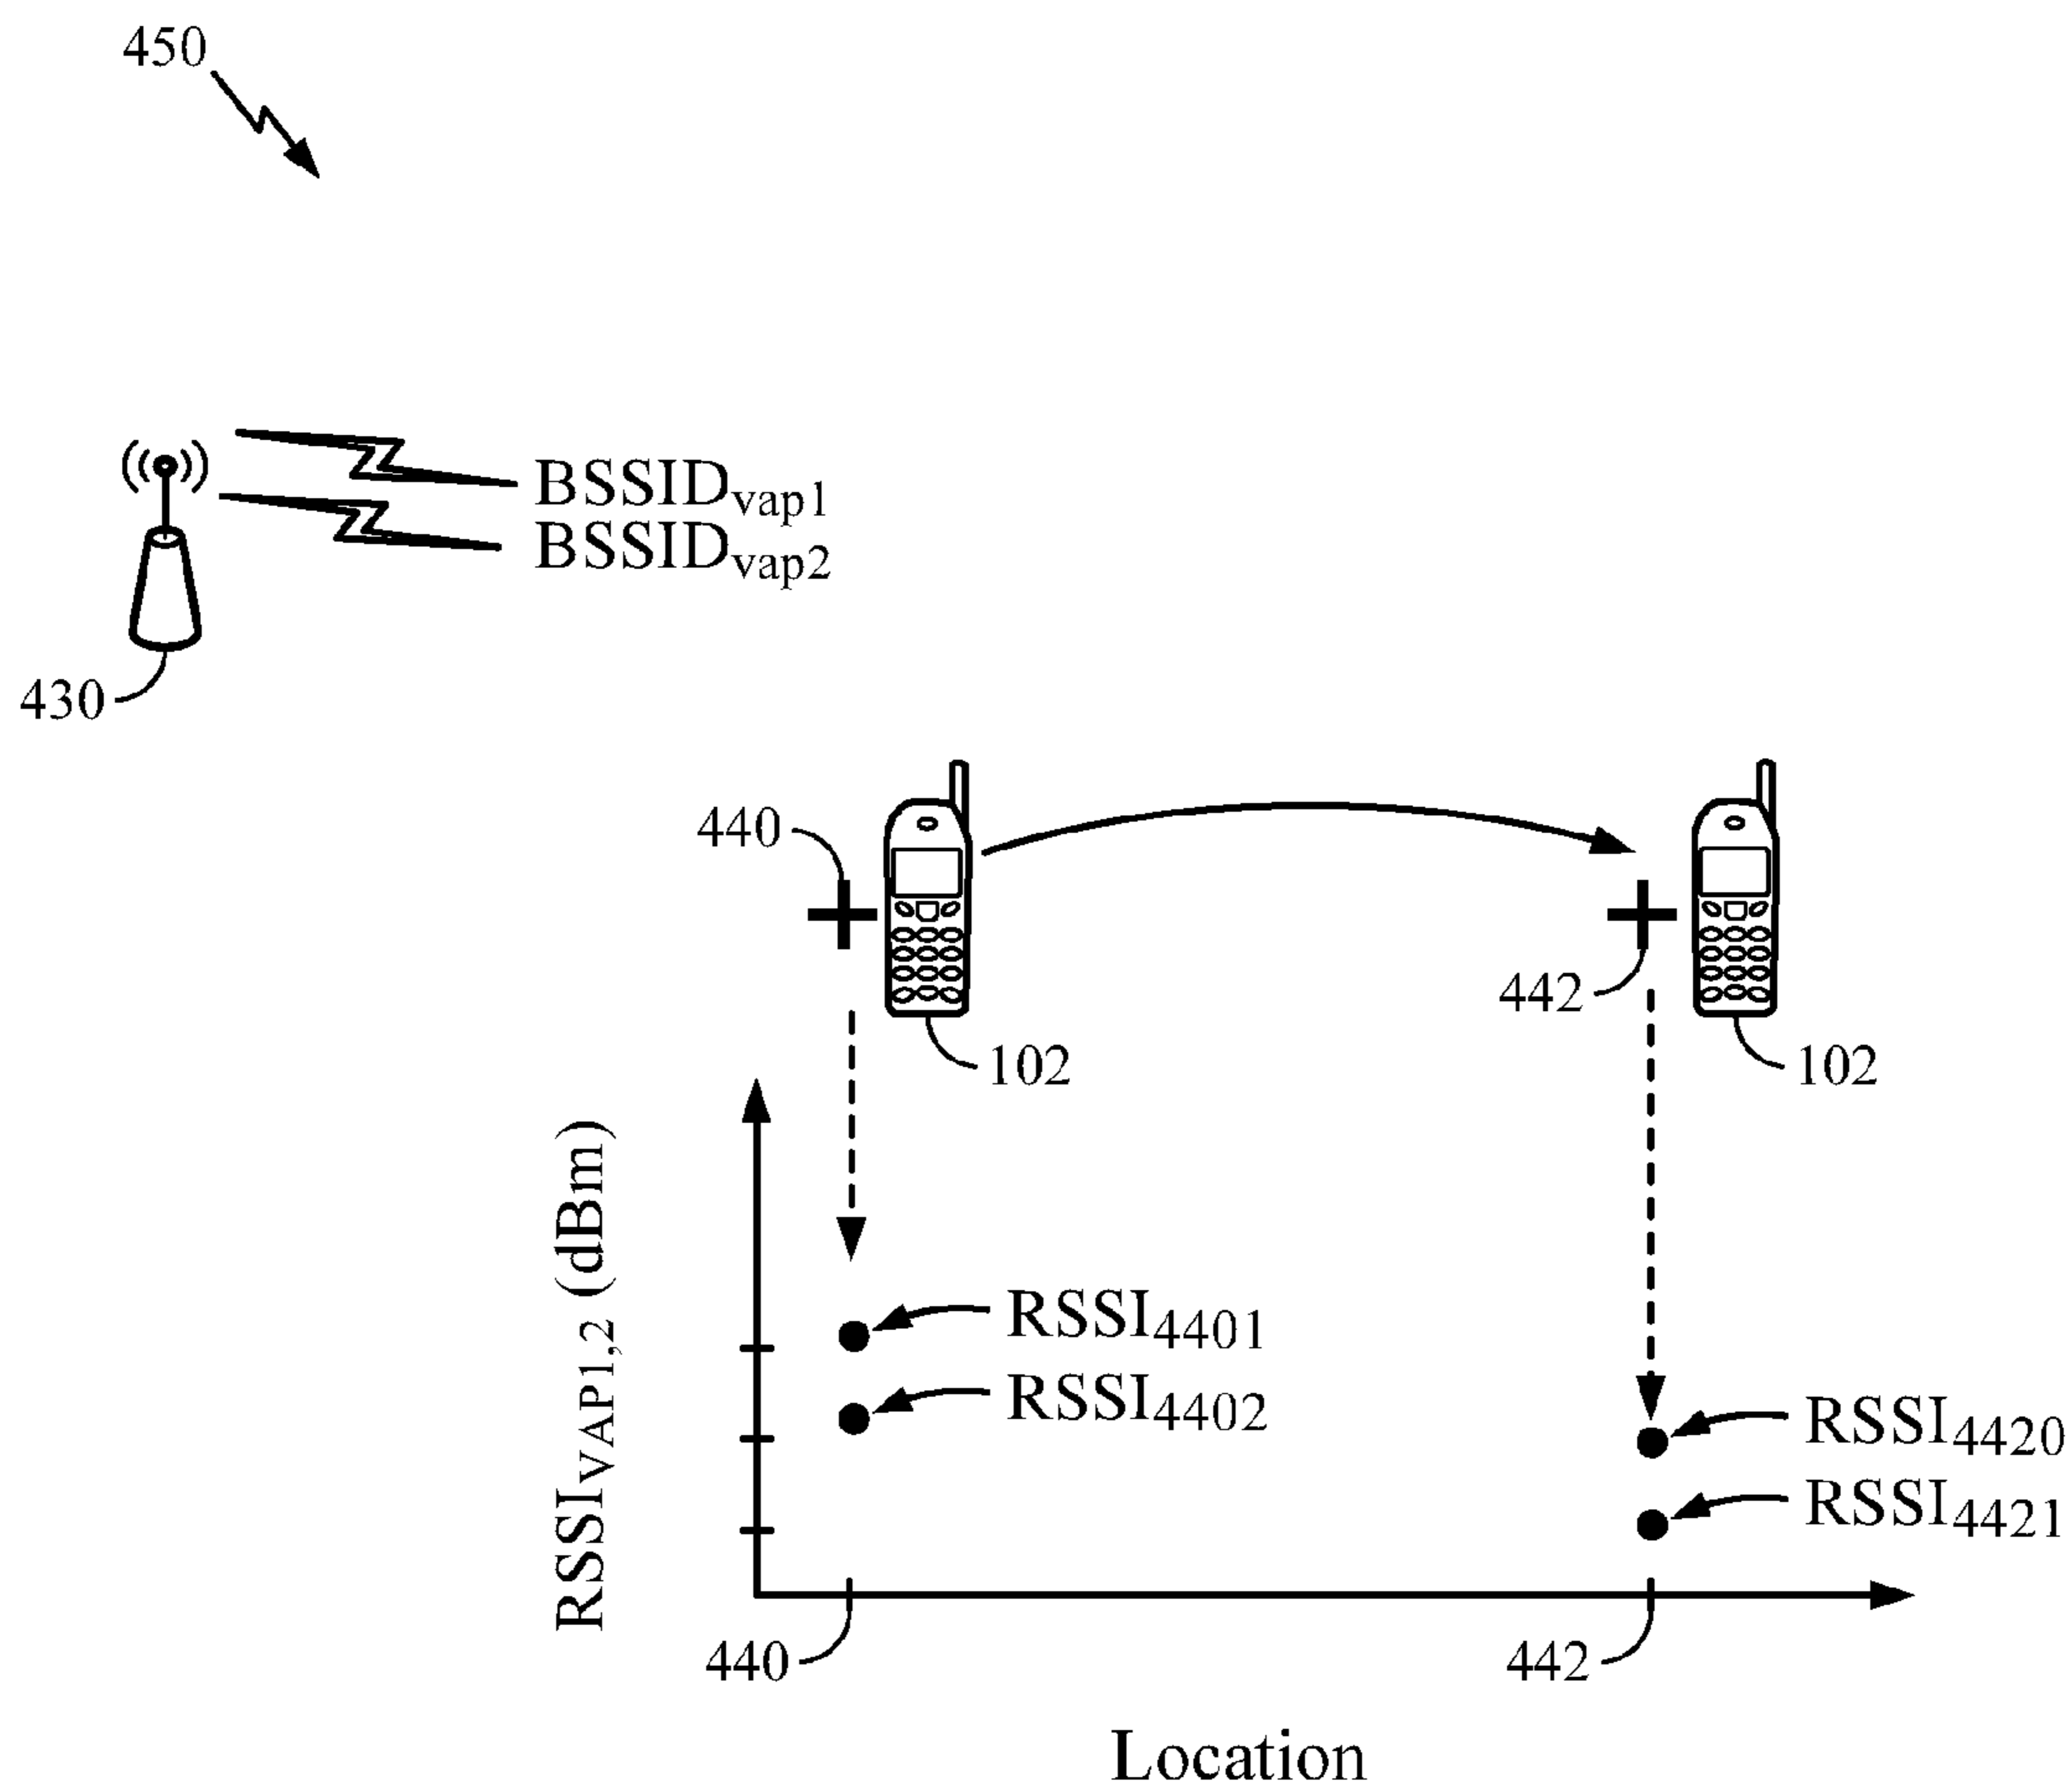 450
BSSIDvap1
BSSIDvap2
430
440
442
102
102
RSSIVAP1,2 (dBm)
RSSI4401
RSSI4402
RSSI4420
RSSI4421
440
442
Location